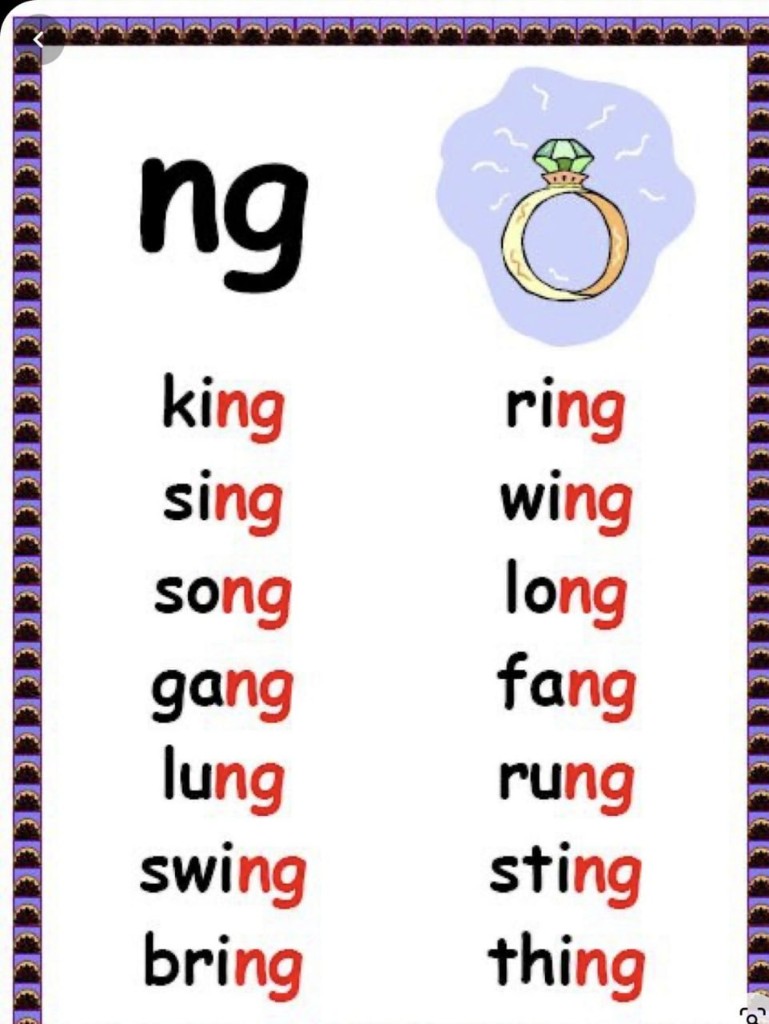 ng
king ring
sing wing
song long
gang fang
lung rung
swing sting
bring thing